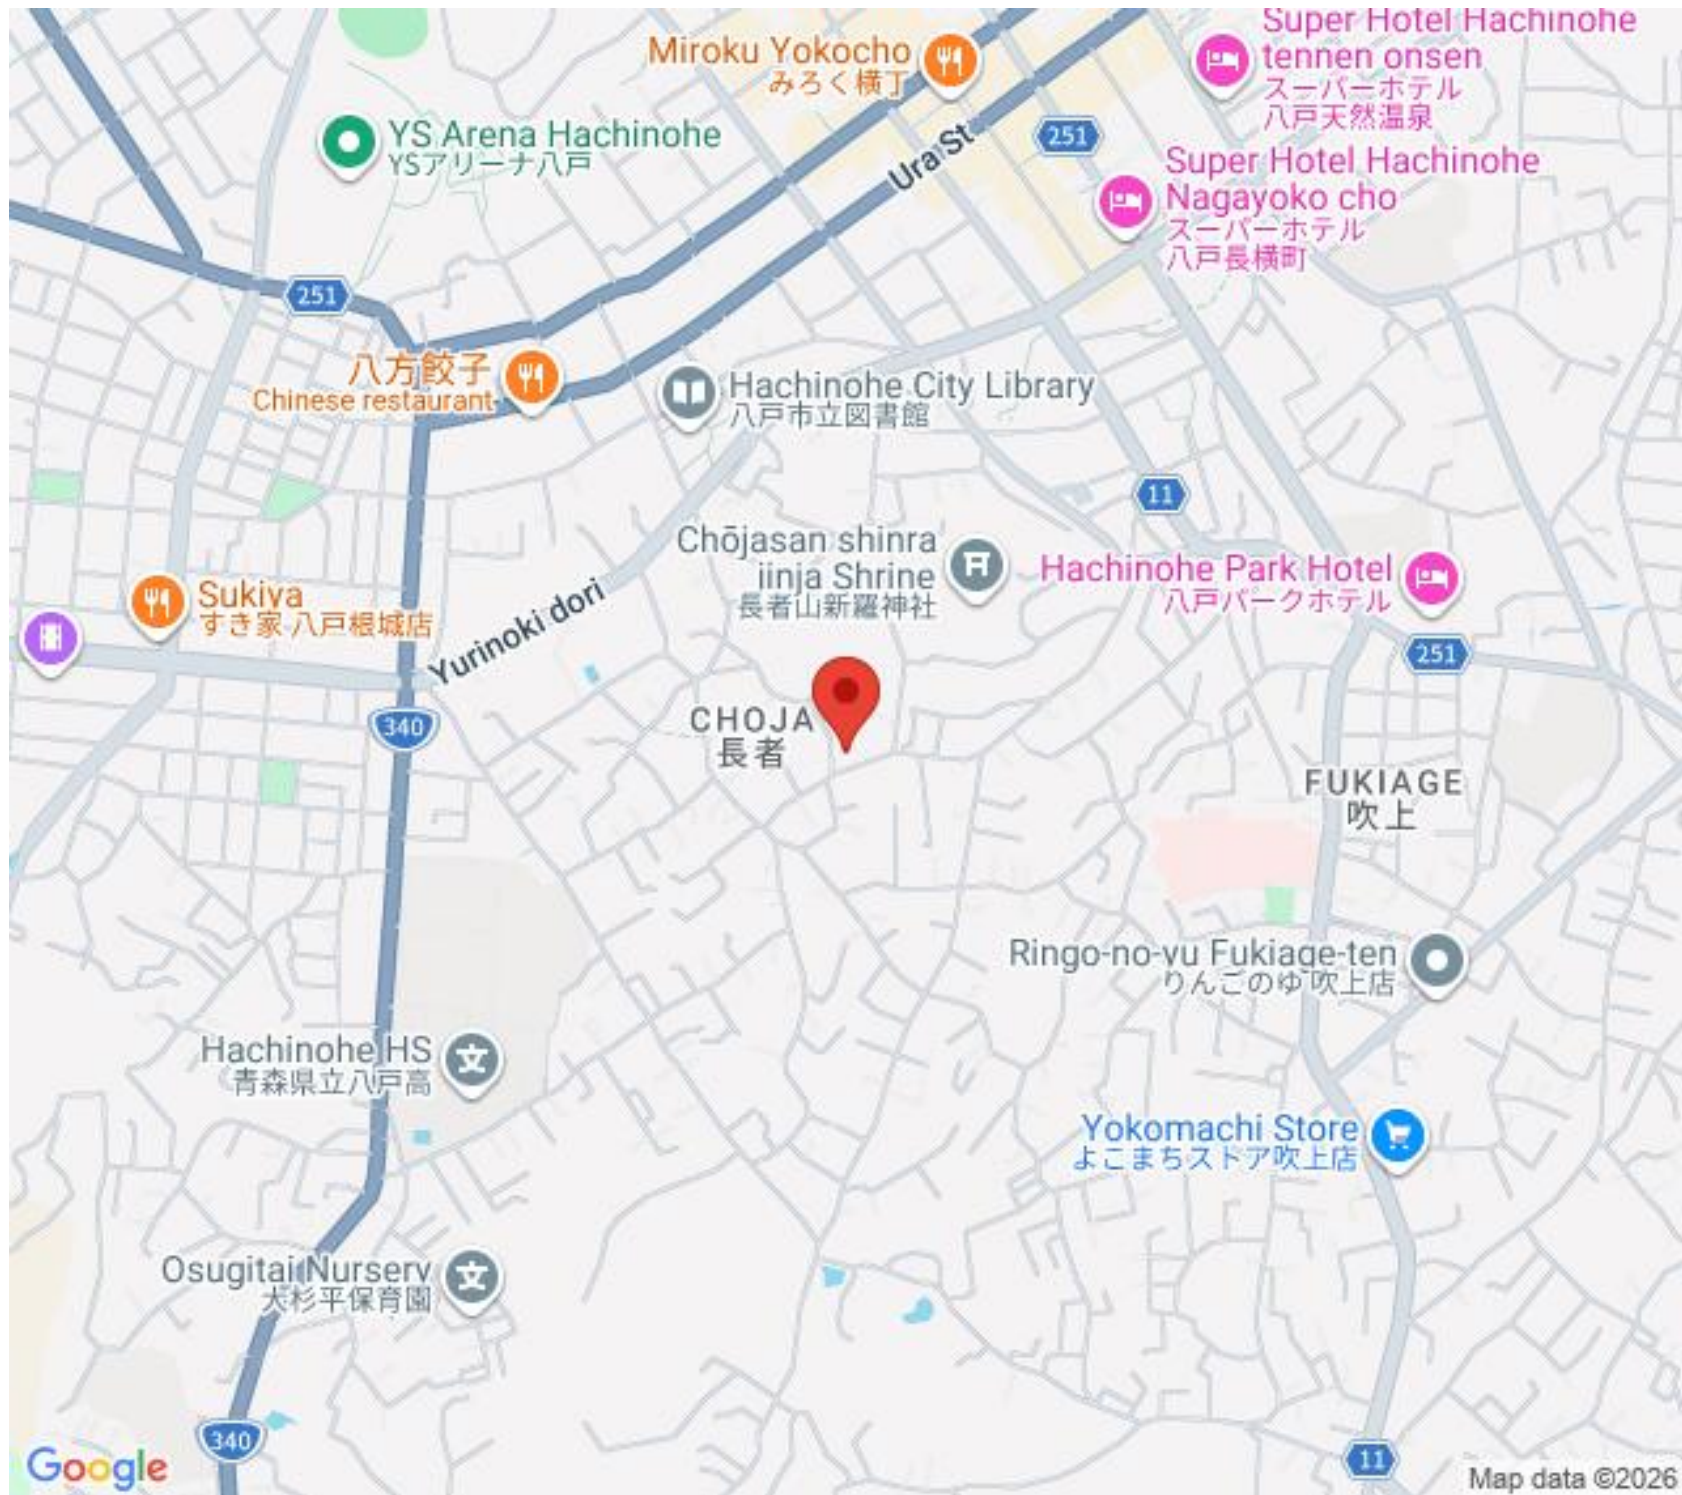 Super Hotel Hachinohe
tennen onsen
スーパーホテル
八戸天然温泉
Miroku Yokocho
みろく横丁
YS Arena Hachinohe
YSアリーナ八戸
Ura St
251
Super Hotel Hachinohe
Nagayoko cho
スーパーホテル
八戸長横町
251
八方餃子
Chinese restaurant
Hachinohe City Library
八戸市立図書館
11
Chōjasan shinra
jinja Shrine
長者山新羅神社
Hachinohe Park Hotel
八戸パークホテル
Sukiya
すき家 八戸根城店
Yurinoki dori
251
340
CHOJA
長者
FUKIAGE
吹上
Ringo-no-yu Fukiage-ten
りんごのゆ 吹上店
Hachinohe HS
青森県立八戸高
Yokomachi Store
よこまちストア吹上店
Osugitai Nursery
大杉平保育園
340
11
Google
Map data ©2026